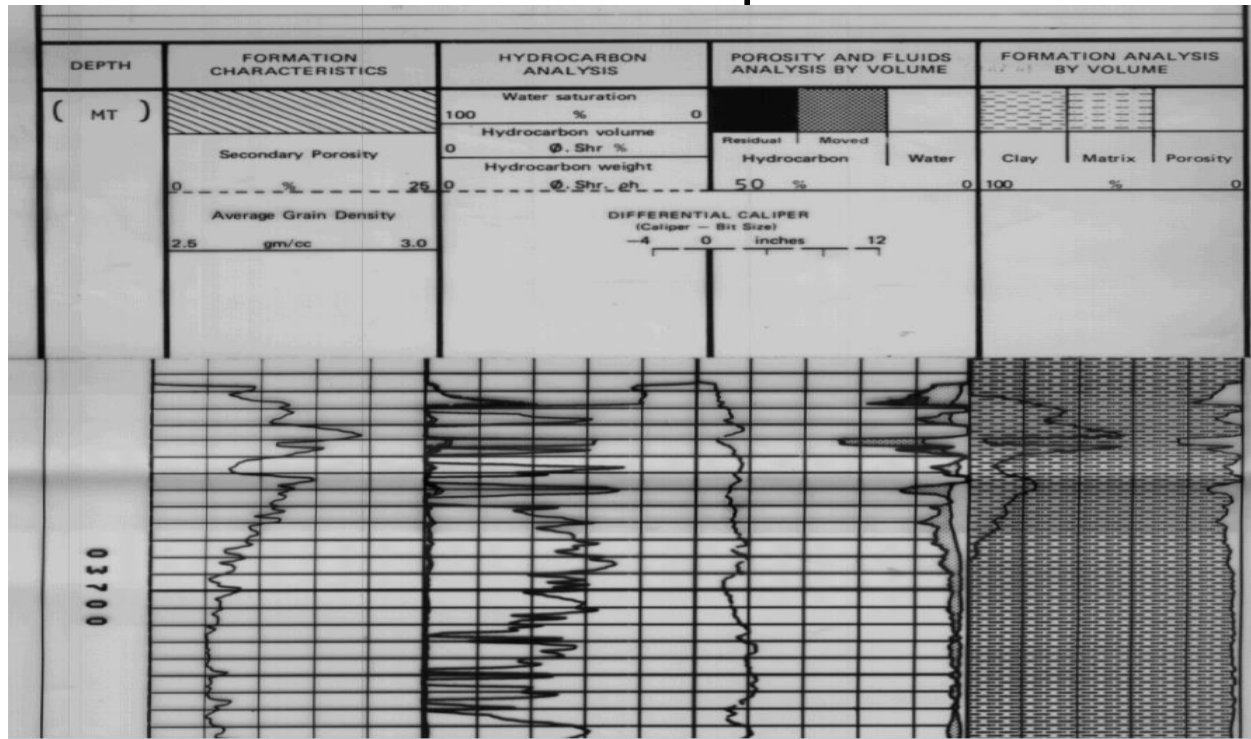 DEPTH
FORMATION
CHARACTERISTICS
HYDROCARBON
ANALYSIS
POROSITY AND FLUIDS
ANALYSIS BY VOLUME
FORMATION ANALYSIS
BY VOLUME
( MT )
Secondary Porosity
0 % 25
Average Grain Density
2.5 gm/cc 3.0
Water saturation
100 % 0
Hydrocarbon volume
0 Ø. Shr %
Hydrocarbon weight
0 Ø. Shr. ρh
Residual Moved
Hydrocarbon Water
50 % 0
Clay Matrix Porosity
100 % 0
DIFFERENTIAL CALIPER
(Caliper — Bit Size)
−4 0 inches 12
03700